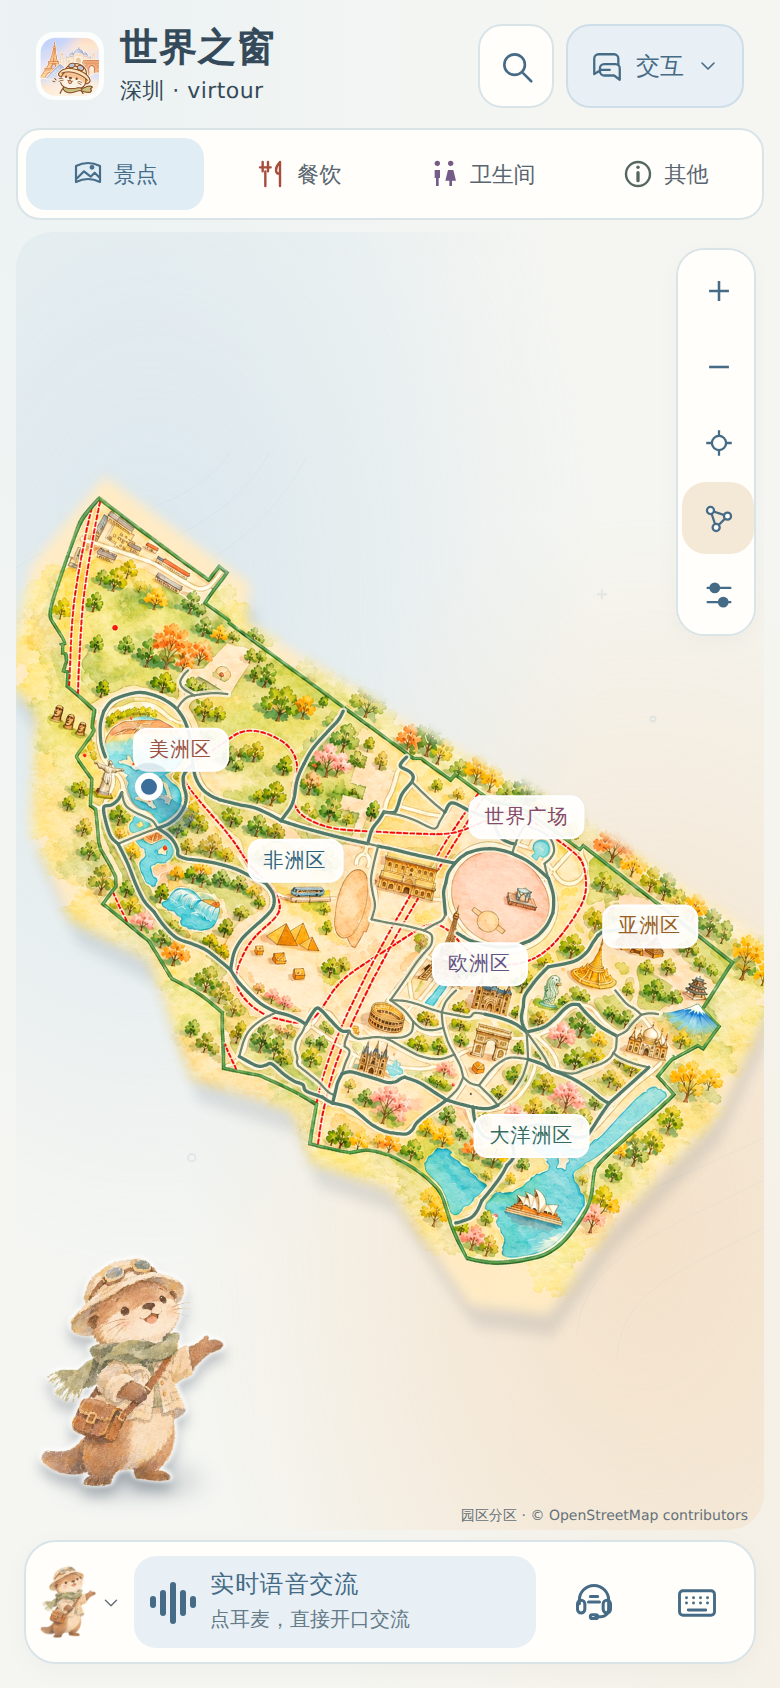 世界之窗
深圳 · virtour
交互
景点
餐饮
卫生间
其他
美洲区
世界广场
非洲区
亚洲区
欧洲区
大洋洲区
园区分区 · © OpenStreetMap contributors
实时语音交流
点耳麦，直接开口交流